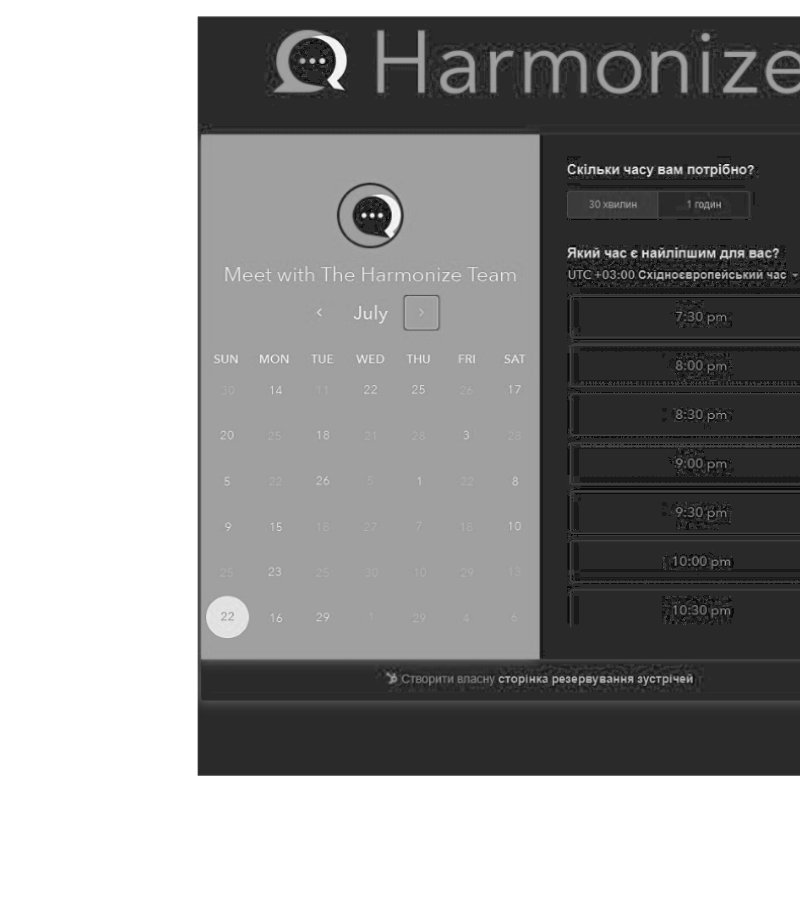 Harmonize
Meet with The Harmonize Team
July
SUN MON TUE WED THU FRI SAT
30 14 11 22 25 26 17
20 25 18 21 28 3 28
5 22 26 5 1 22 8
9 15 18 27 7 18 10
25 23 25 30 10 29 13
22 16 29 1 29 4 6
Скільки часу вам потрібно?
30 хвилин 1 годин
Який час є найліпшим для вас?
UTC +03:00 Східноєвропейський час
7:30 pm
8:00 pm
8:30 pm
9:00 pm
9:30 pm
10:00 pm
10:30 pm
Створити власну сторінка резервування зустрічей